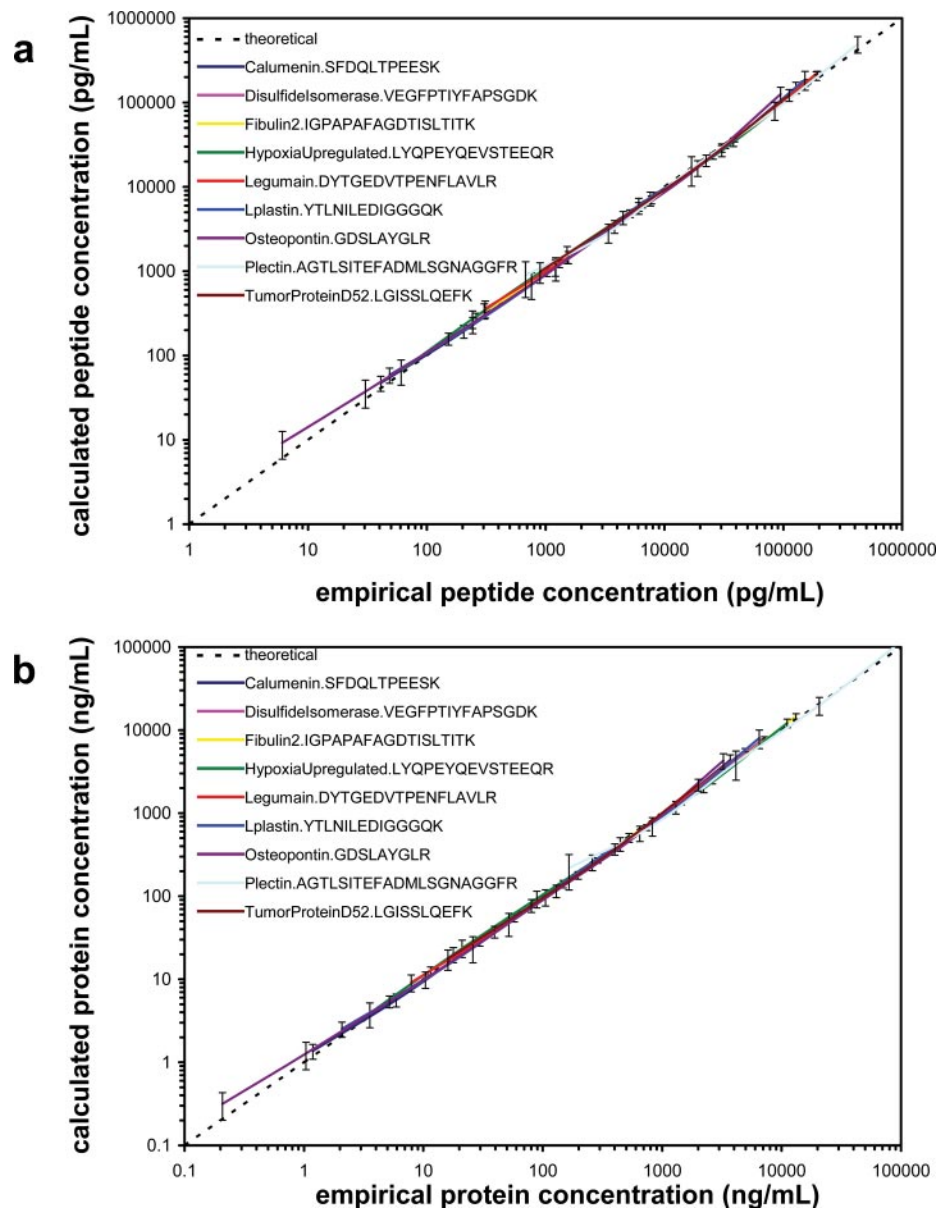 a
calculated peptide concentration (pg/mL)
1000000
100000
10000
1000
100
10
1
theoretical
Calumenin.SFDQLTPEESK
DisulfideIsomerase.VEGFPTIYFAPSGDK
Fibulin2.IGPAPAFAGDTISLTITK
HypoxiaUpregulated.LYQPEYQEVSTEEQR
Legumain.DYTGEDVTPENFLAVLR
Lplastin.YTLNILEDIGGGQK
Osteopontin.GDSLAYGLR
Plectin.AGTLSITEFADMLSGNAGGFR
TumorProteinD52.LGISSLQEFK
1 10 100 1000 10000 100000 1000000
empirical peptide concentration (pg/mL)
b
calculated protein concentration (ng/mL)
100000
10000
1000
100
10
1
0.1
theoretical
Calumenin.SFDQLTPEESK
DisulfideIsomerase.VEGFPTIYFAPSGDK
Fibulin2.IGPAPAFAGDTISLTITK
HypoxiaUpregulated.LYQPEYQEVSTEEQR
Legumain.DYTGEDVTPENFLAVLR
Lplastin.YTLNILEDIGGGQK
Osteopontin.GDSLAYGLR
Plectin.AGTLSITEFADMLSGNAGGFR
TumorProteinD52.LGISSLQEFK
0.1 1 10 100 1000 10000 100000
empirical protein concentration (ng/mL)